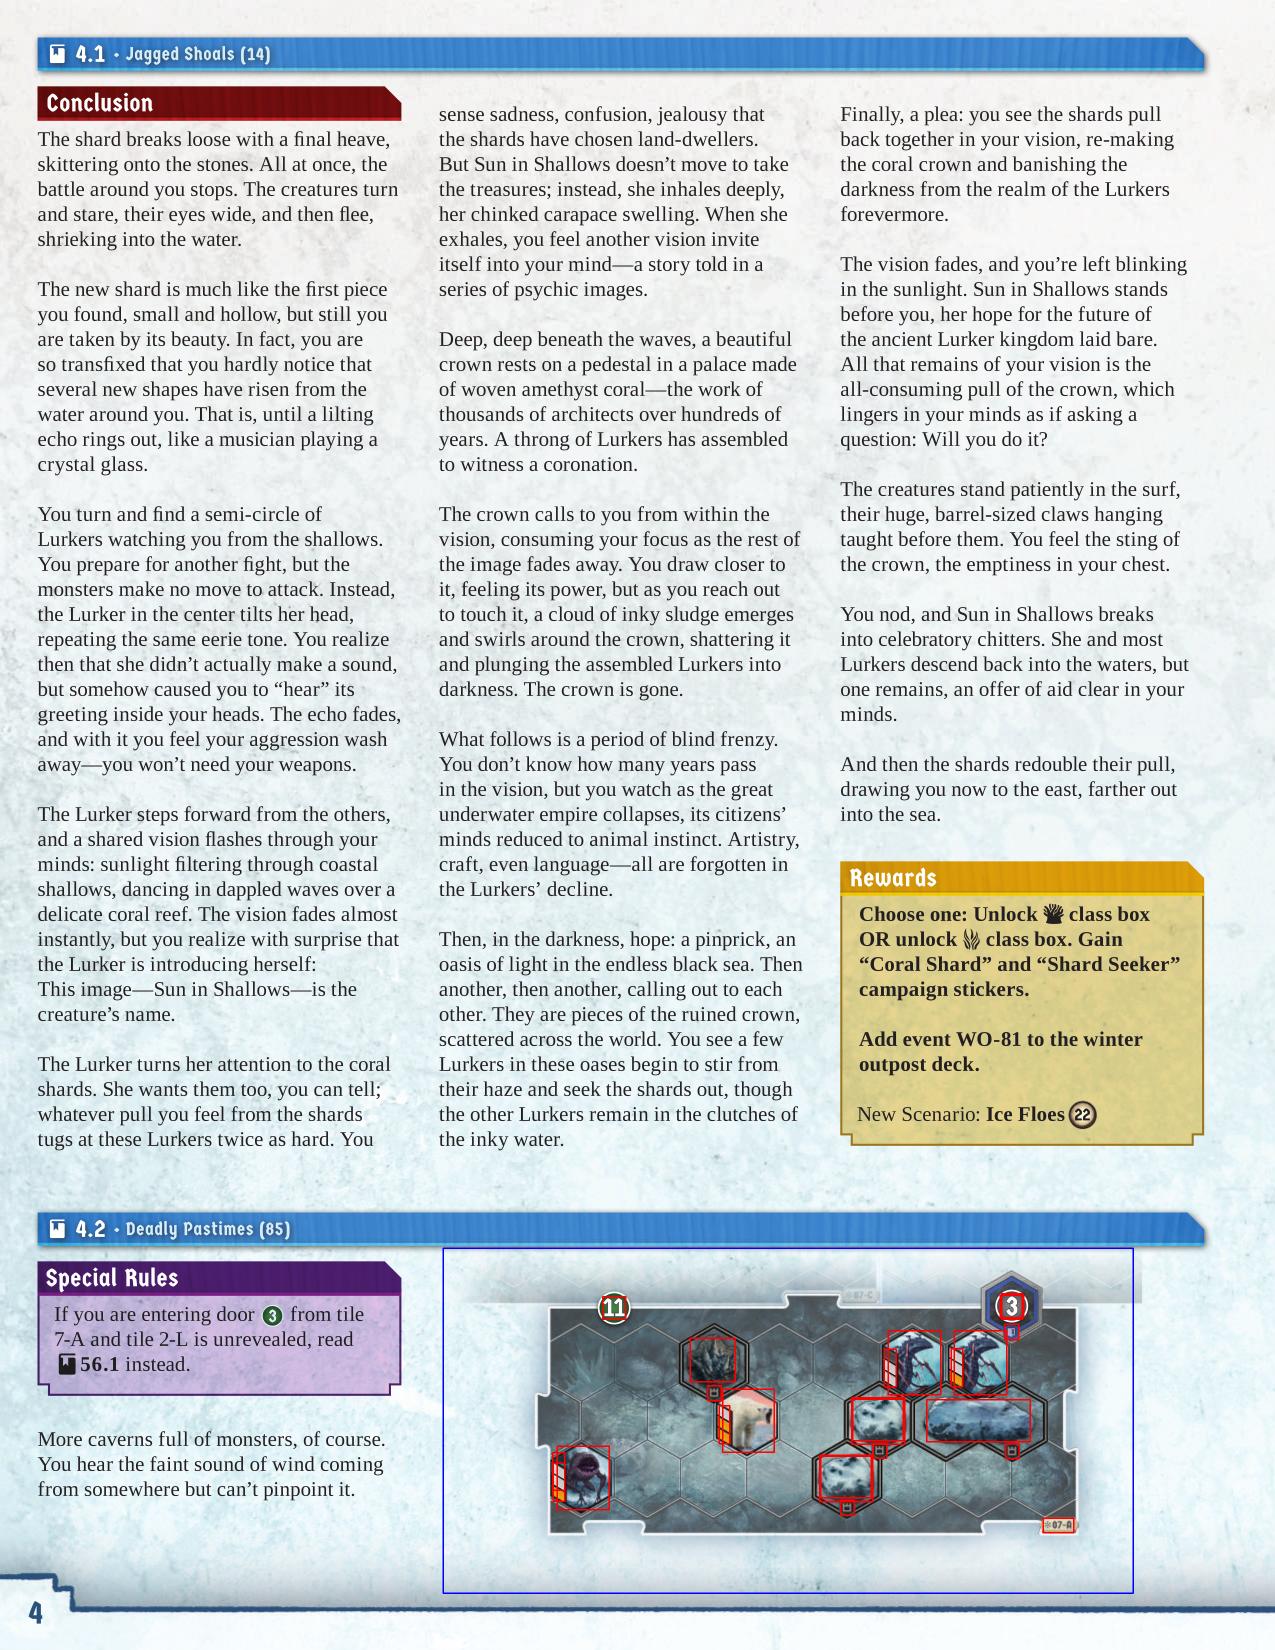 4.1 • Jagged Shoals (14)
Conclusion
The shard breaks loose with a final heave,
skittering onto the stones. All at once, the
battle around you stops. The creatures turn
and stare, their eyes wide, and then flee,
shrieking into the water.
The new shard is much like the first piece
you found, small and hollow, but still you
are taken by its beauty. In fact, you are
so transfixed that you hardly notice that
several new shapes have risen from the
water around you. That is, until a lilting
echo rings out, like a musician playing a
crystal glass.
You turn and find a semi-circle of
Lurkers watching you from the shallows.
You prepare for another fight, but the
monsters make no move to attack. Instead,
the Lurker in the center tilts her head,
repeating the same eerie tone. You realize
then that she didn’t actually make a sound,
but somehow caused you to “hear” its
greeting inside your heads. The echo fades,
and with it you feel your aggression wash
away—you won’t need your weapons.
The Lurker steps forward from the others,
and a shared vision flashes through your
minds: sunlight filtering through coastal
shallows, dancing in dappled waves over a
delicate coral reef. The vision fades almost
instantly, but you realize with surprise that
the Lurker is introducing herself:
This image—Sun in Shallows—is the
creature’s name.
The Lurker turns her attention to the coral
shards. She wants them too, you can tell;
whatever pull you feel from the shards
tugs at these Lurkers twice as hard. You
sense sadness, confusion, jealousy that
the shards have chosen land-dwellers.
But Sun in Shallows doesn’t move to take
the treasures; instead, she inhales deeply,
her chinked carapace swelling. When she
exhales, you feel another vision invite
itself into your mind—a story told in a
series of psychic images.
Deep, deep beneath the waves, a beautiful
crown rests on a pedestal in a palace made
of woven amethyst coral—the work of
thousands of architects over hundreds of
years. A throng of Lurkers has assembled
to witness a coronation.
The crown calls to you from within the
vision, consuming your focus as the rest of
the image fades away. You draw closer to
it, feeling its power, but as you reach out
to touch it, a cloud of inky sludge emerges
and swirls around the crown, shattering it
and plunging the assembled Lurkers into
darkness. The crown is gone.
What follows is a period of blind frenzy.
You don’t know how many years pass
in the vision, but you watch as the great
underwater empire collapses, its citizens’
minds reduced to animal instinct. Artistry,
craft, even language—all are forgotten in
the Lurkers’ decline.
Then, in the darkness, hope: a pinprick, an
oasis of light in the endless black sea. Then
another, then another, calling out to each
other. They are pieces of the ruined crown,
scattered across the world. You see a few
Lurkers in these oases begin to stir from
their haze and seek the shards out, though
the other Lurkers remain in the clutches of
the inky water.
Finally, a plea: you see the shards pull
back together in your vision, re-making
the coral crown and banishing the
darkness from the realm of the Lurkers
forevermore.
The vision fades, and you’re left blinking
in the sunlight. Sun in Shallows stands
before you, her hope for the future of
the ancient Lurker kingdom laid bare.
All that remains of your vision is the
all-consuming pull of the crown, which
lingers in your minds as if asking a
question: Will you do it?
The creatures stand patiently in the surf,
their huge, barrel-sized claws hanging
taught before them. You feel the sting of
the crown, the emptiness in your chest.
You nod, and Sun in Shallows breaks
into celebratory chitters. She and most
Lurkers descend back into the waters, but
one remains, an offer of aid clear in your
minds.
And then the shards redouble their pull,
drawing you now to the east, farther out
into the sea.
Rewards
Choose one: Unlock class box
OR unlock class box. Gain
“Coral Shard” and “Shard Seeker”
campaign stickers.
Add event WO-81 to the winter
outpost deck.
New Scenario: Ice Floes 22
4.2 • Deadly Pastimes (85)
Special Rules
If you are entering door 3 from tile
7-A and tile 2-L is unrevealed, read
56.1 instead.
More caverns full of monsters, of course.
You hear the faint sound of wind coming
from somewhere but can’t pinpoint it.
07-C
11
3
07-A
4